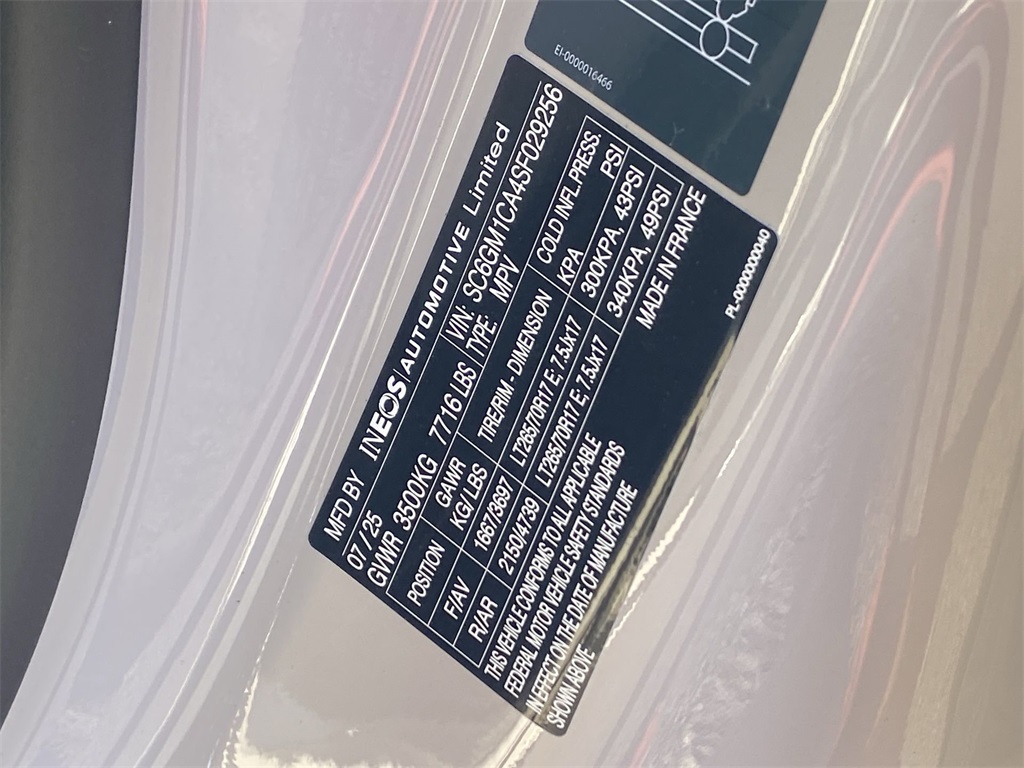 EI-0000016466
MFD BY INEOS AUTOMOTIVE Limited
07 / 25
GVWR 3500KG 7716 LBS VIN: SC6GM1CA4SF029256
TYPE: MPV
POSITION GAWR TIRE/RIM - DIMENSION COLD INFL.PRESS.
KG / LBS KPA PSI
F/AV 1667/3697 LT265/70R17 E; 7.5Jx17 300KPA, 43PSI
R/AR 2150/4739 LT265/70R17 E, 7.5Jx17 340KPA, 49PSI
THIS VEHICLE CONFORMS TO ALL APPLICABLE MADE IN FRANCE
FEDERAL MOTOR VEHICLE SAFETY STANDARDS
IN EFFECT ON THE DATE OF MANUFACTURE
SHOWN ABOVE
PL-0000000040